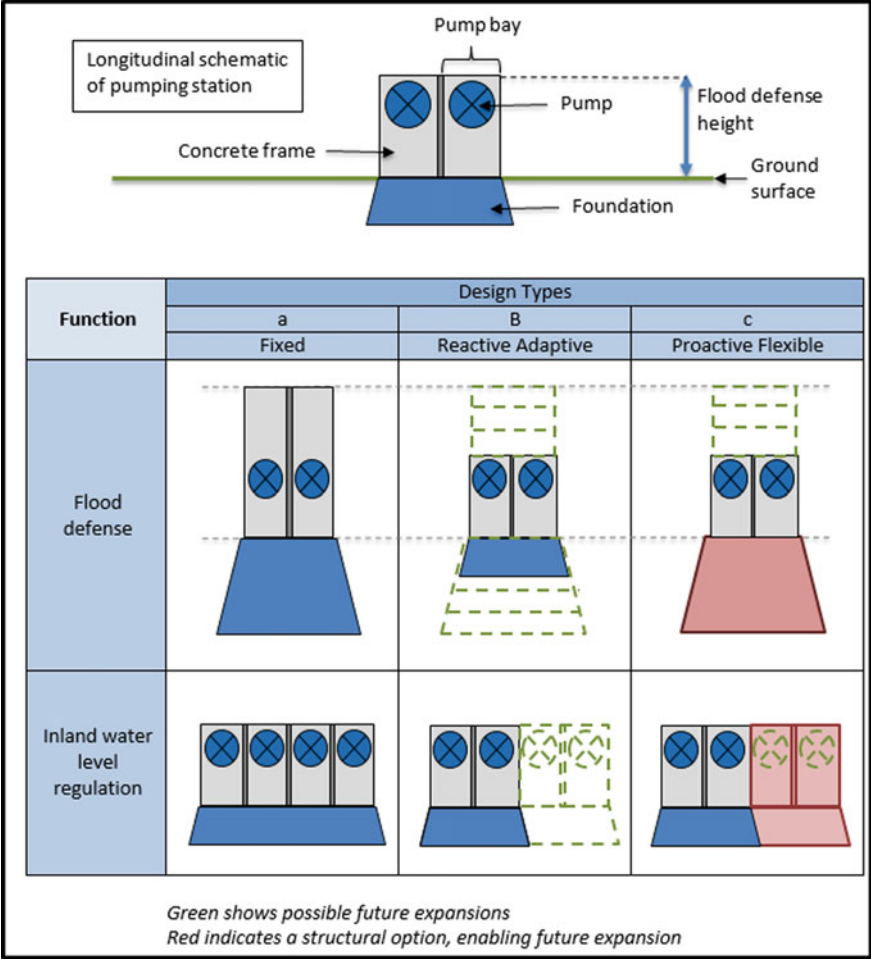 Longitudinal schematic
of pumping station
Pump bay
Pump
Flood defense
height
Concrete frame
Ground
surface
Foundation
Function
Design Types
a
B
c
Fixed
Reactive Adaptive
Proactive Flexible
Flood
defense
Inland water
level
regulation
Green shows possible future expansions
Red indicates a structural option, enabling future expansion